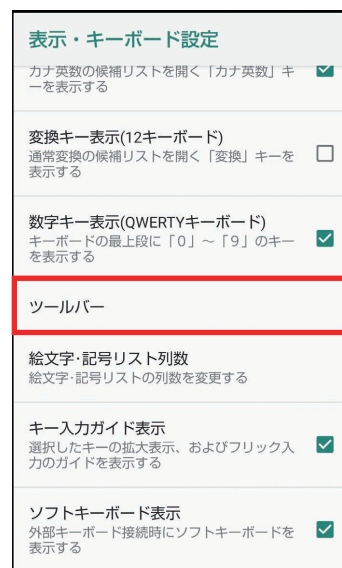 表示・キーボード設定
カナ英数の候補リストを開く「カナ英数」キ
ーを表示する
変換キー表示(12キーボード)
通常変換の候補リストを開く「変換」キーを
表示する
数字キー表示(QWERTYキーボード)
キーボードの最上段に「0」～「9」のキー
を表示する
ツールバー
絵文字･記号リスト列数
絵文字･記号リストの列数を変更する
キー入力ガイド表示
選択したキーの拡大表示、およびフリック入
力のガイドを表示する
ソフトキーボード表示
外部キーボード接続時にソフトキーボードを
表示する